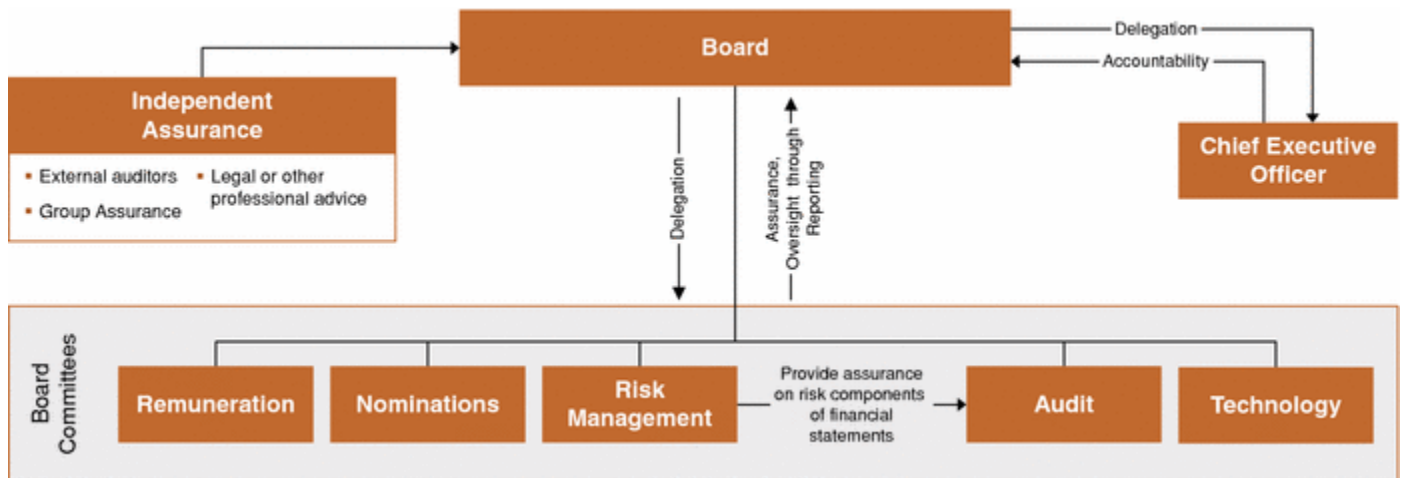 Board
Delegation
Accountability
Independent
Assurance
▪ External auditors
▪ Group Assurance
▪ Legal or other
professional advice
Chief Executive
Officer
Delegation
Assurance,
Oversight through
Reporting
Board
Committees
Remuneration
Nominations
Risk
Management
Provide assurance
on risk components
of financial
statements
Audit
Technology